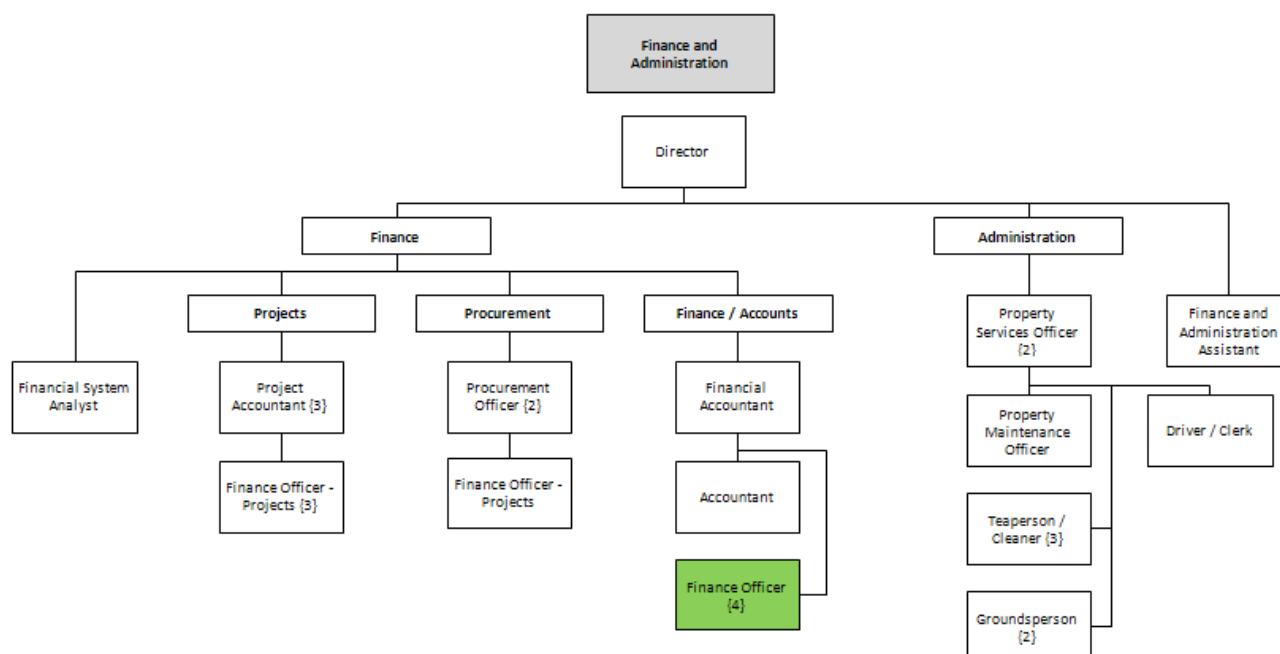 Finance and
Administration
Director
Finance
Administration
Projects
Procurement
Finance / Accounts
Property
Services Officer
{2}
Finance and
Administration
Assistant
Financial System
Analyst
Project
Accountant {3}
Procurement
Officer {2}
Financial
Accountant
Property
Maintenance
Officer
Driver / Clerk
Finance Officer -
Projects {3}
Finance Officer -
Projects
Accountant
Teaperson /
Cleaner {3}
Finance Officer
{4}
Groundsperson
{2}